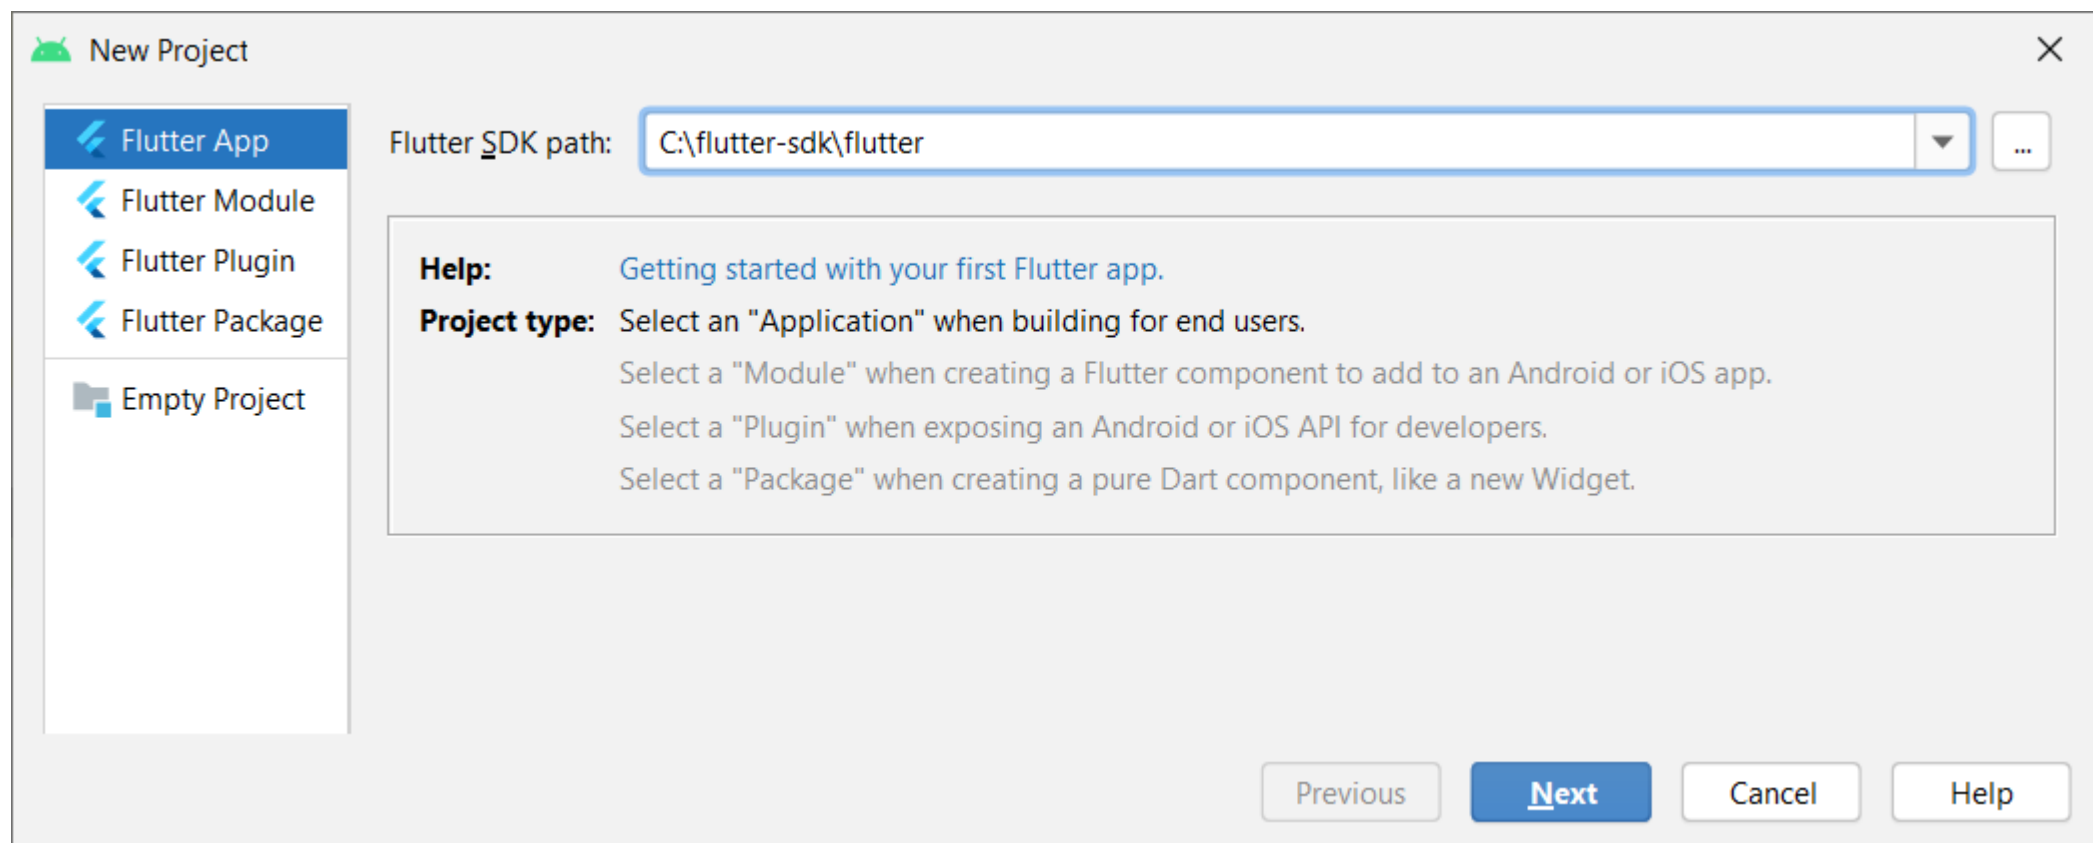 New Project
Flutter App
Flutter Module
Flutter Plugin
Flutter Package
Empty Project
Flutter SDK path: C:\flutter-sdk\flutter ...
Help: Getting started with your first Flutter app.
Project type: Select an "Application" when building for end users.
Select a "Module" when creating a Flutter component to add to an Android or iOS app.
Select a "Plugin" when exposing an Android or iOS API for developers.
Select a "Package" when creating a pure Dart component, like a new Widget.
Previous Next Cancel Help